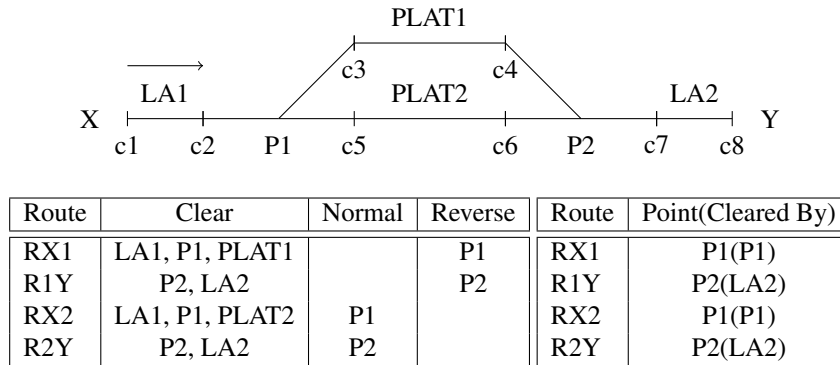 PLAT1
c3 c4
LA1 PLAT2 LA2
X Y
c1 c2 P1 c5 c6 P2 c7 c8
Route Clear Normal Reverse Route Point(Cleared By)
RX1 LA1, P1, PLAT1 P1 RX1 P1(P1)
R1Y P2, LA2 P2 R1Y P2(LA2)
RX2 LA1, P1, PLAT2 P1 RX2 P1(P1)
R2Y P2, LA2 P2 R2Y P2(LA2)